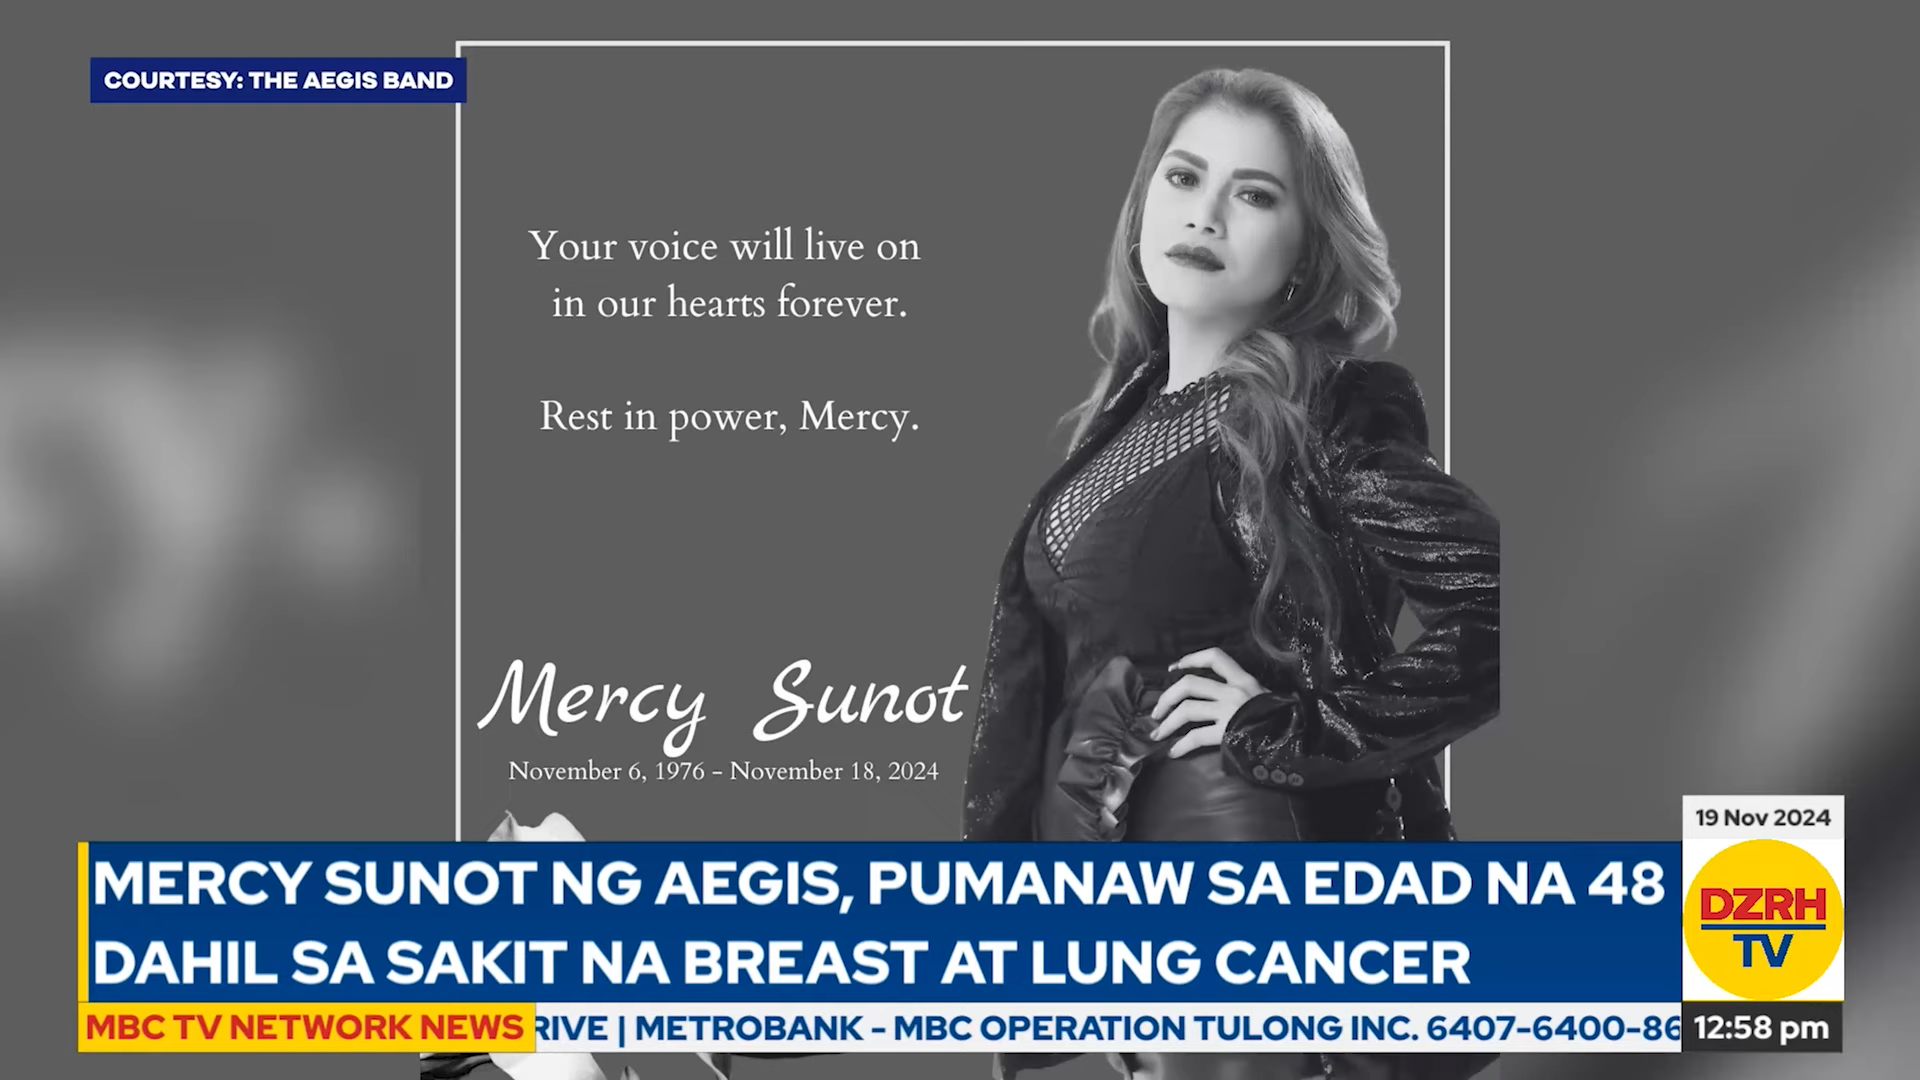 COURTESY: THE AEGIS BAND
Your voice will live on
in our hearts forever.
Rest in power, Mercy.
Mercy Sunot
November 6, 1976 - November 18, 2024
MERCY SUNOT NG AEGIS, PUMANAW SA EDAD NA 48
DAHIL SA SAKIT NA BREAST AT LUNG CANCER
MBC TV NETWORK NEWS
RIVE | METROBANK - MBC OPERATION TULONG INC. 6407-6400-86
19 Nov 2024
DZRH
TV
12:58 pm